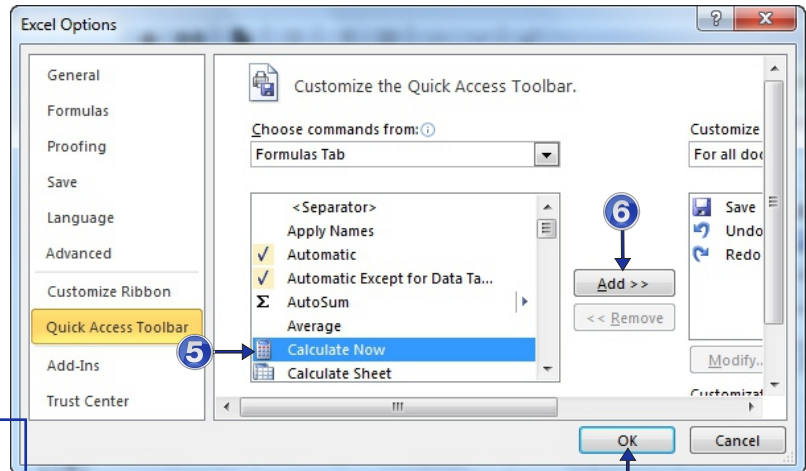 Excel Options
?
X
General
Formulas
Proofing
Save
Language
Advanced
Customize Ribbon
Quick Access Toolbar
Add-Ins
Trust Center
Customize the Quick Access Toolbar.
Choose commands from:
Formulas Tab
<Separator>
Apply Names
Automatic
Automatic Except for Data Ta...
Σ AutoSum
Average
5
Calculate Now
Calculate Sheet
6
Add >>
<< Remove
Customize
For all doc
Save
Undo
Redo
Modify..
Customizat
OK
Cancel